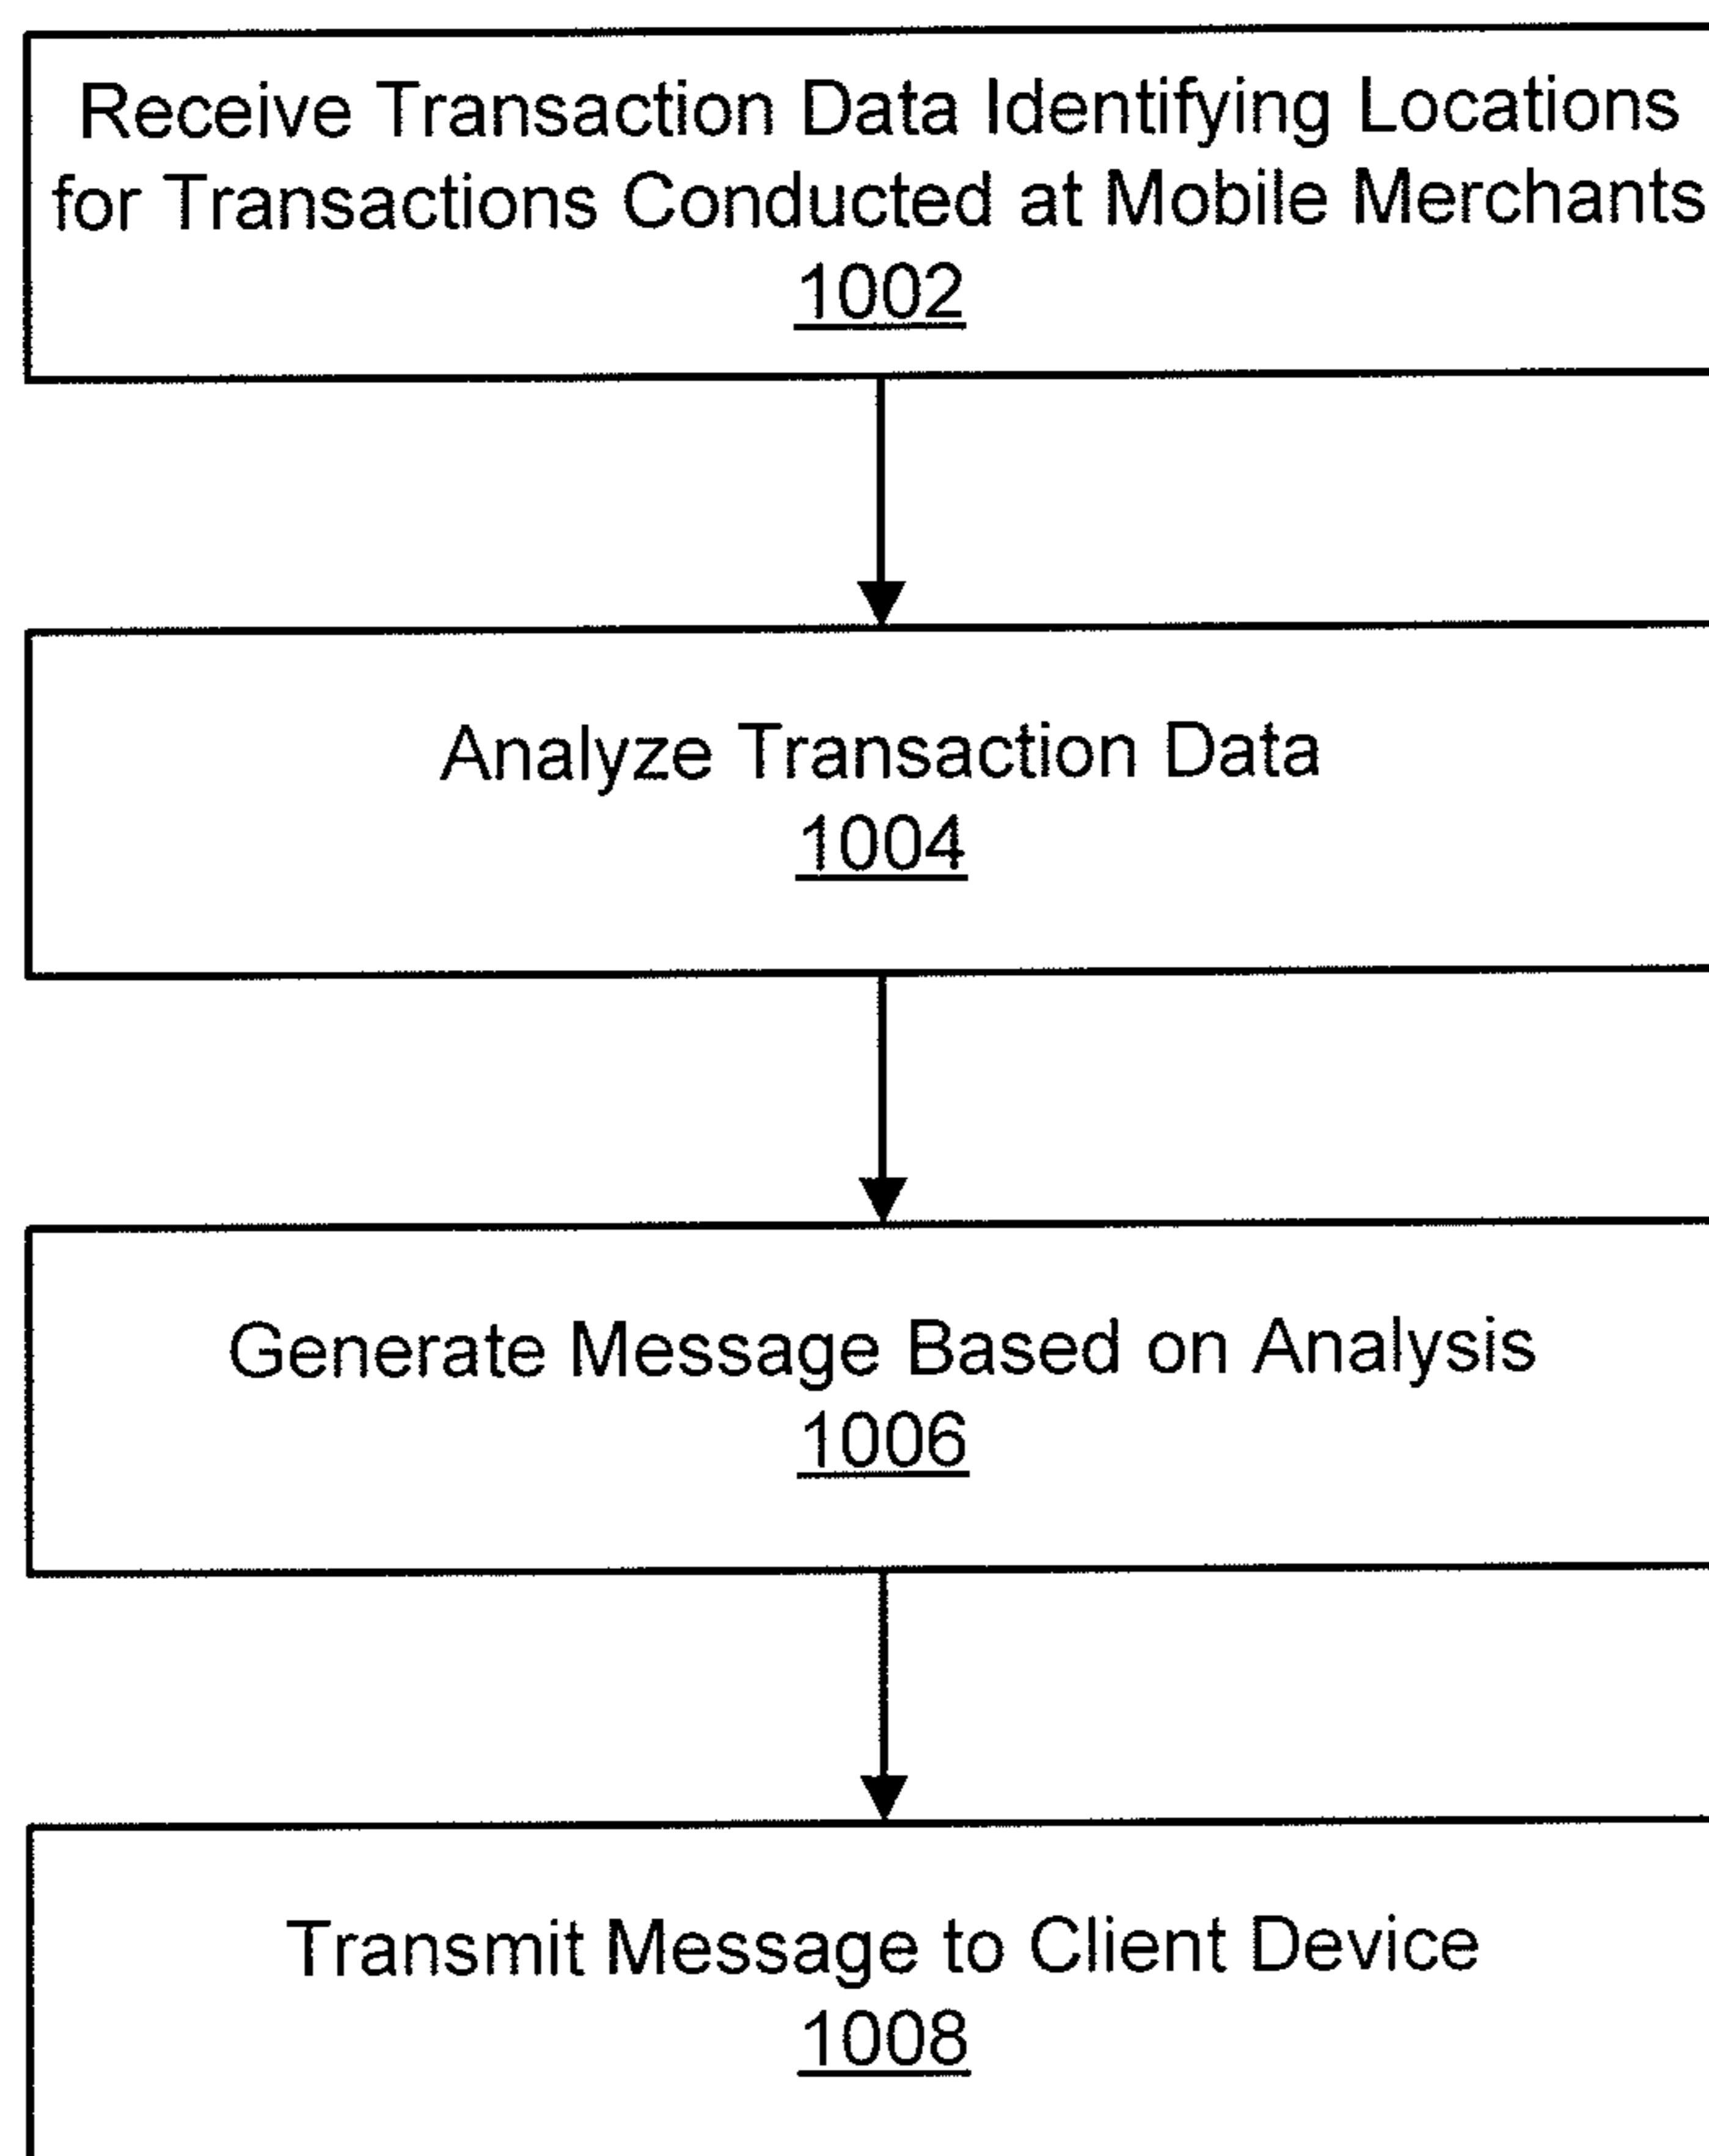 Receive Transaction Data Identifying Locations
for Transactions Conducted at Mobile Merchants
1002
Analyze Transaction Data
1004
Generate Message Based on Analysis
1006
Transmit Message to Client Device
1008